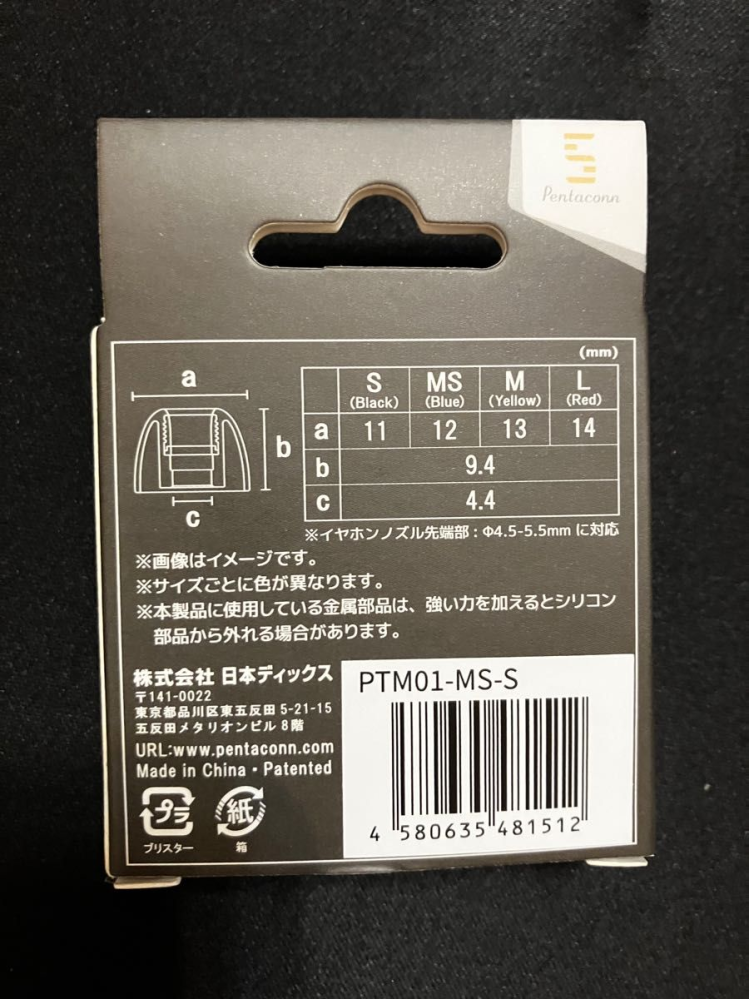 Pentaconn
(mm)
a
b
c
S MS M L
(Black) (Blue) (Yellow) (Red)
a 11 12 13 14
b 9.4
c 4.4
※イヤホンノズル先端部：Φ4.5-5.5mm に対応
※画像はイメージです。
※サイズごとに色が異なります。
※本製品に使用している金属部品は、強い力を加えるとシリコン
部品から外れる場合があります。
株式会社 日本ディックス
〒141-0022
東京都品川区東五反田 5-21-15
五反田メタリオンビル 8階
URL:www.pentaconn.com
Made in China・Patented
プラ
ブリスター
紙
箱
PTM01-MS-S
4 580635 481512